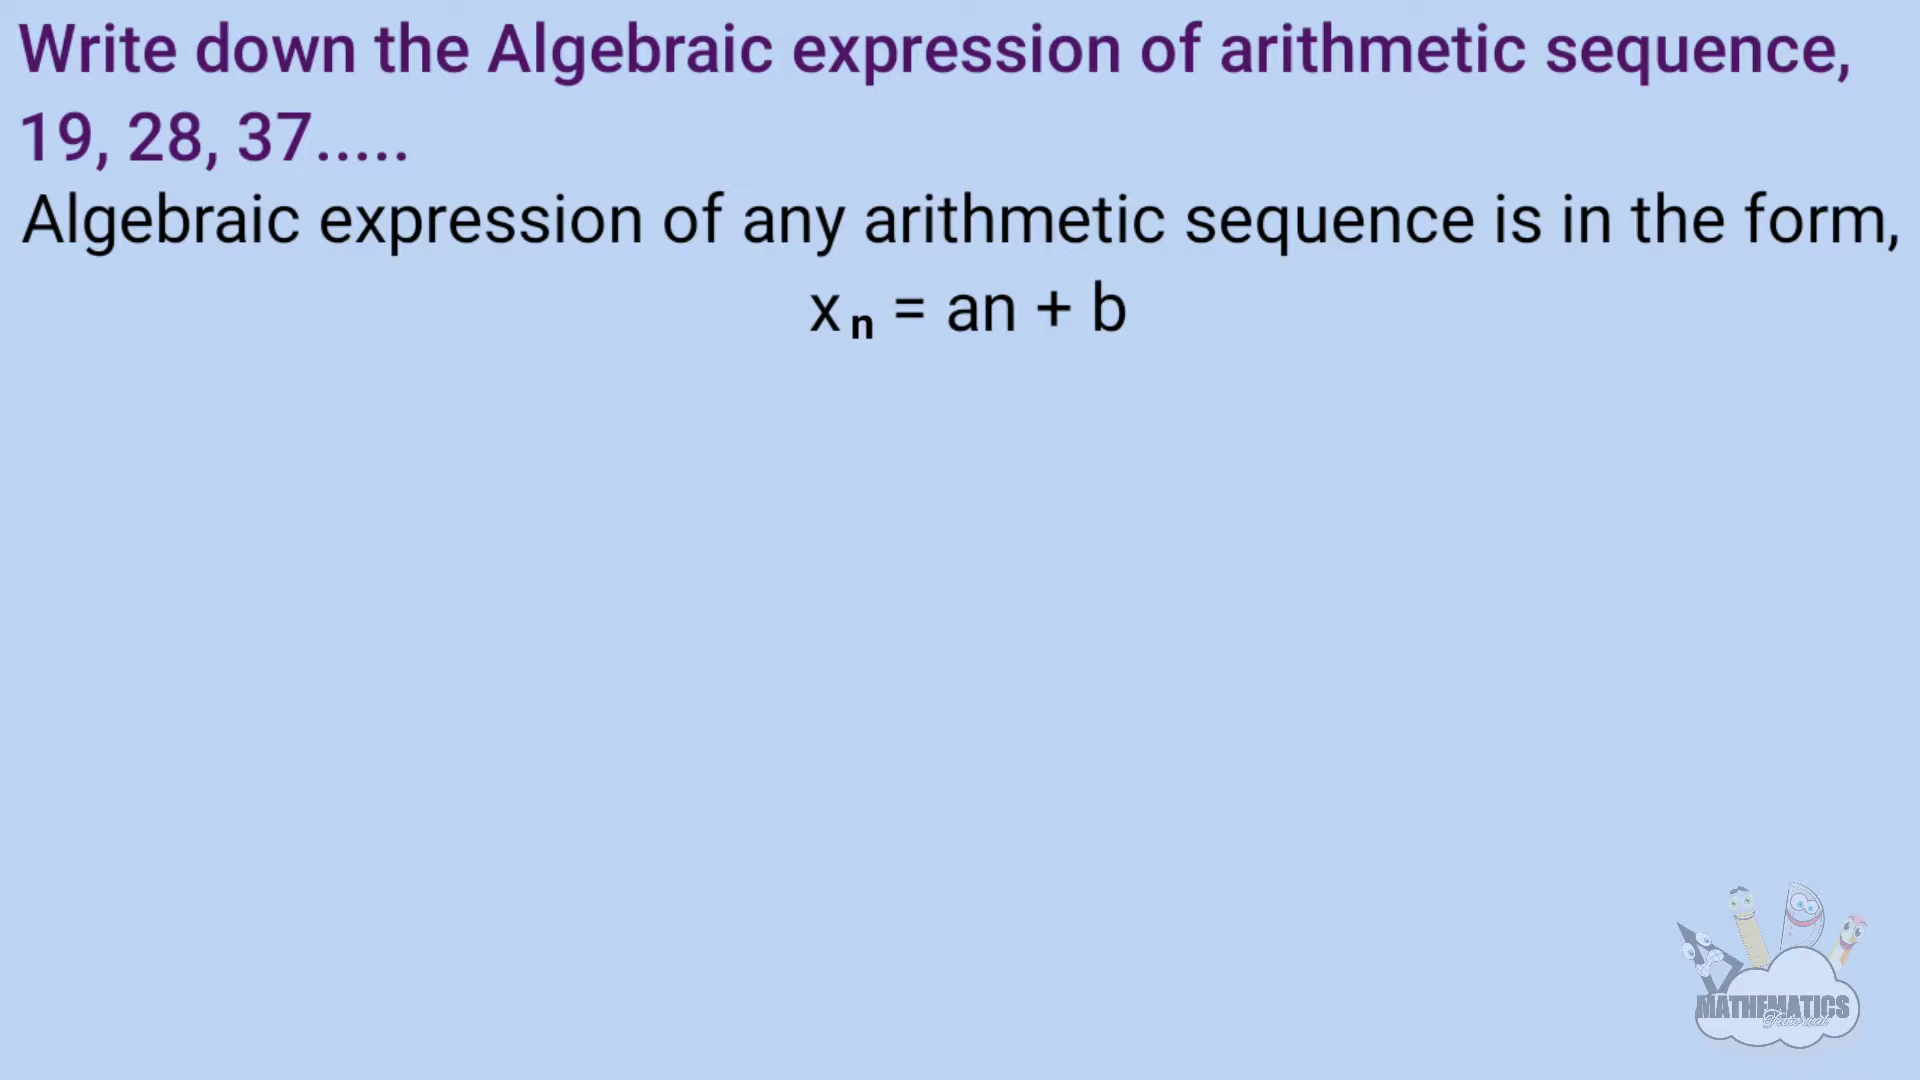 Write down the Algebraic expression of arithmetic sequence,
19, 28, 37.....
Algebraic expression of any arithmetic sequence is in the form,
x n = an + b
MATHEMATICS
Tutorial